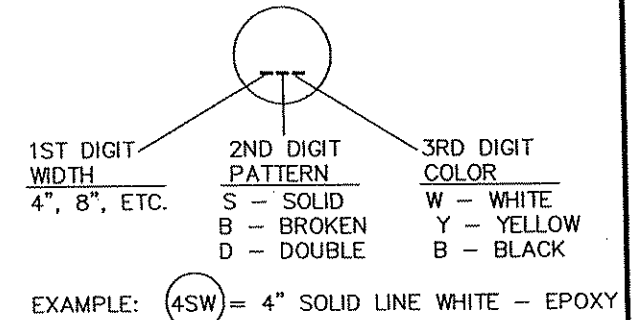 1ST DIGIT 2ND DIGIT 3RD DIGIT
WIDTH PATTERN COLOR
4", 8", ETC. S – SOLID W – WHITE
B – BROKEN Y – YELLOW
D – DOUBLE B – BLACK
EXAMPLE: 4SW = 4" SOLID LINE WHITE – EPOXY